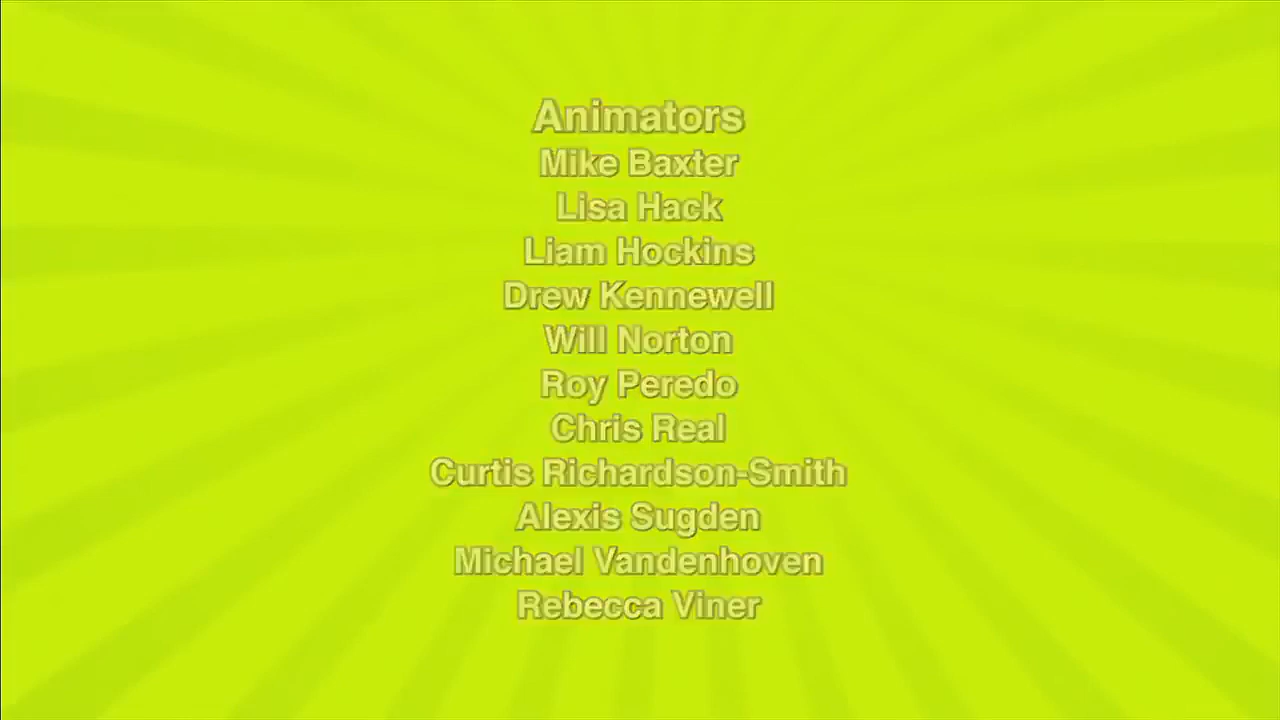 Animators
Mike Baxter
Lisa Hack
Liam Hockins
Drew Kennewell
Will Norton
Roy Peredo
Chris Real
Curtis Richardson-Smith
Alexis Sugden
Michael Vandenhoven
Rebecca Viner